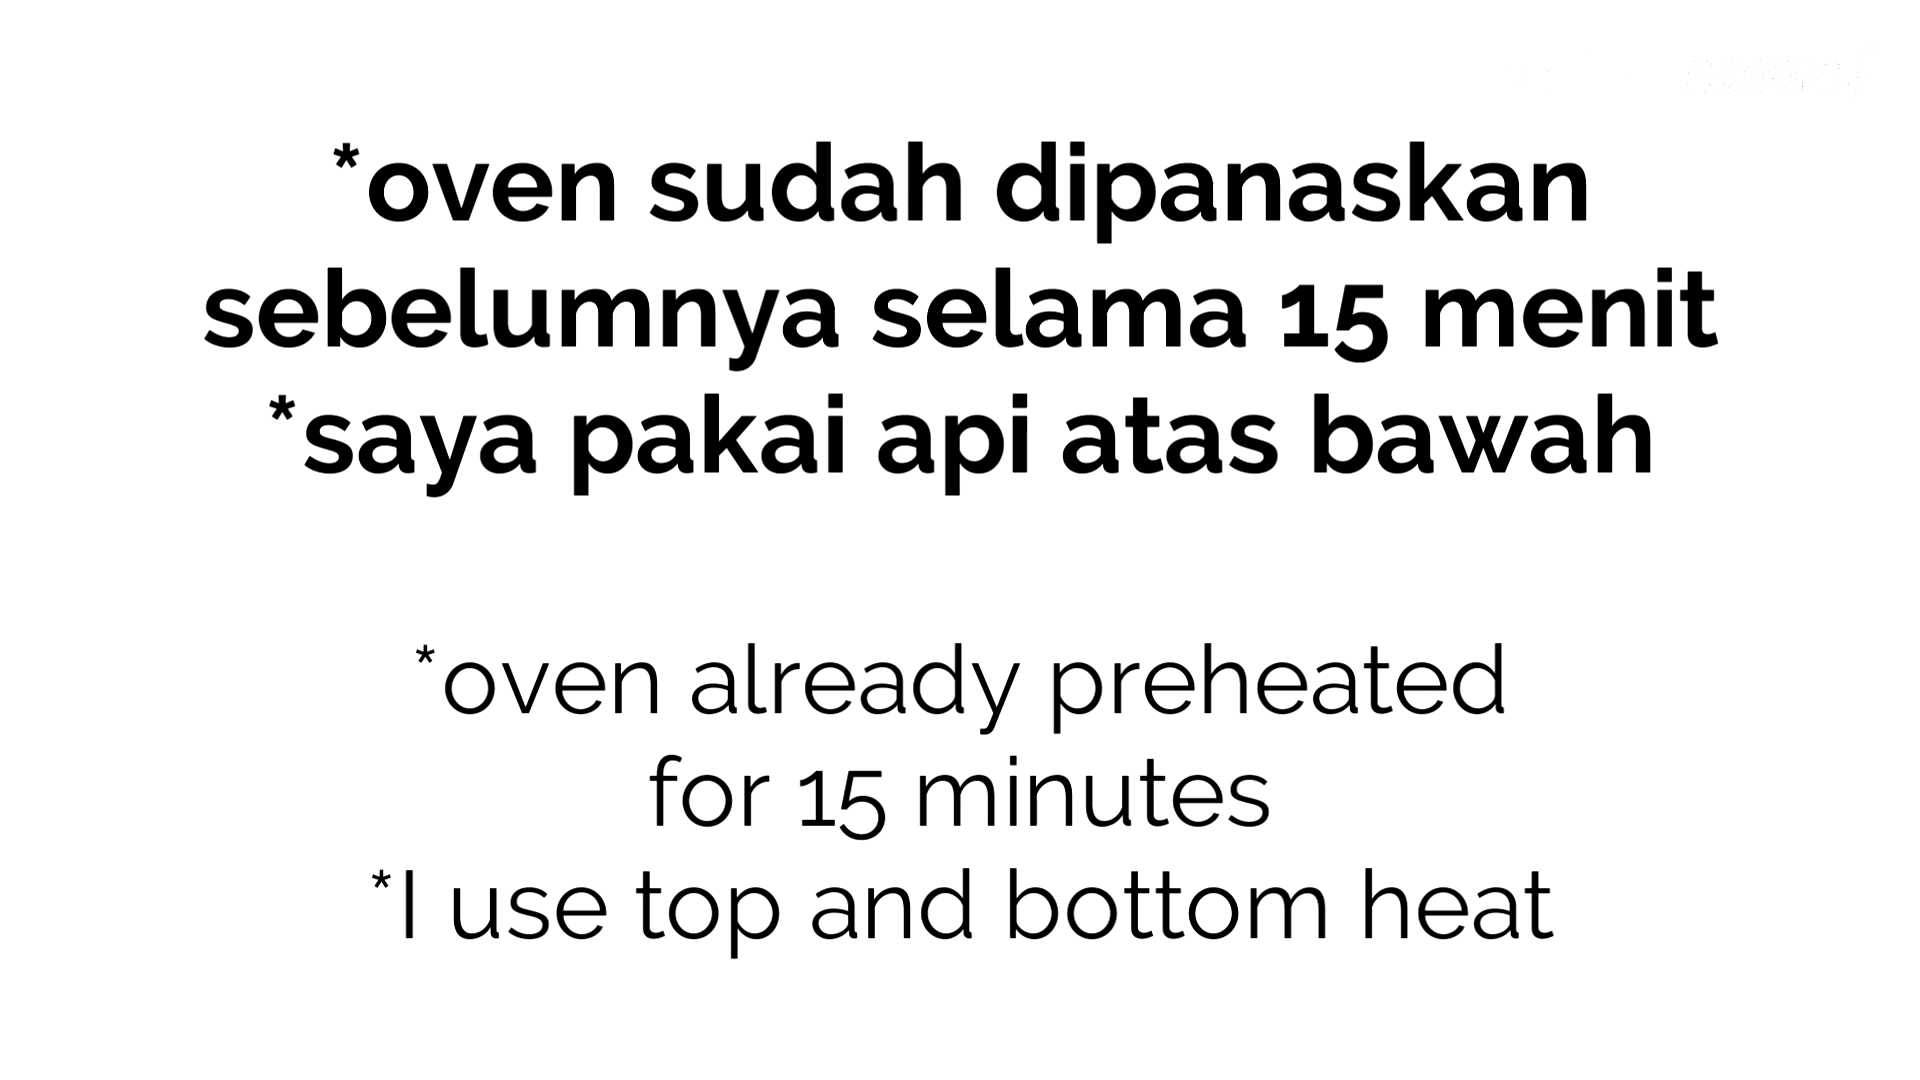 *oven sudah dipanaskan
sebelumnya selama 15 menit
*saya pakai api atas bawah
*oven already preheated
for 15 minutes
*I use top and bottom heat